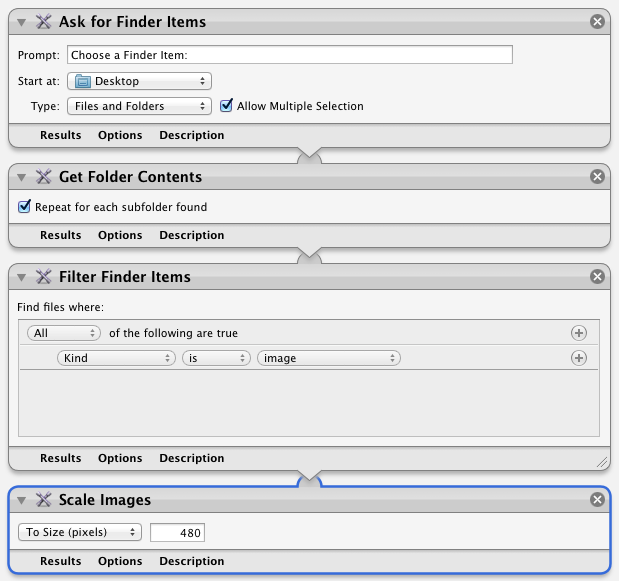 Ask for Finder Items
Prompt: Choose a Finder Item:
Start at: Desktop
Type: Files and Folders Allow Multiple Selection
Results Options Description
Get Folder Contents
Repeat for each subfolder found
Results Options Description
Filter Finder Items
Find files where:
All of the following are true
Kind is image
Results Options Description
Scale Images
To Size (pixels) 480
Results Options Description